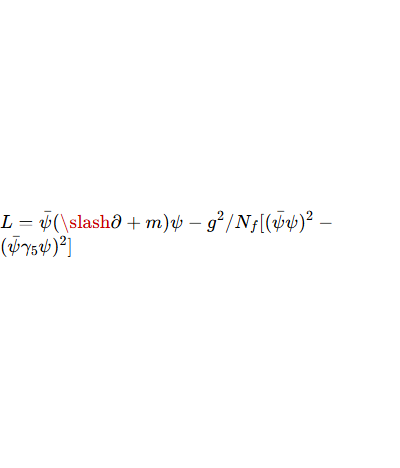 L = ψ̄(\slash∂ + m)ψ − g²/N_f[(ψ̄ψ)² −
(ψ̄γ₅ψ)²]